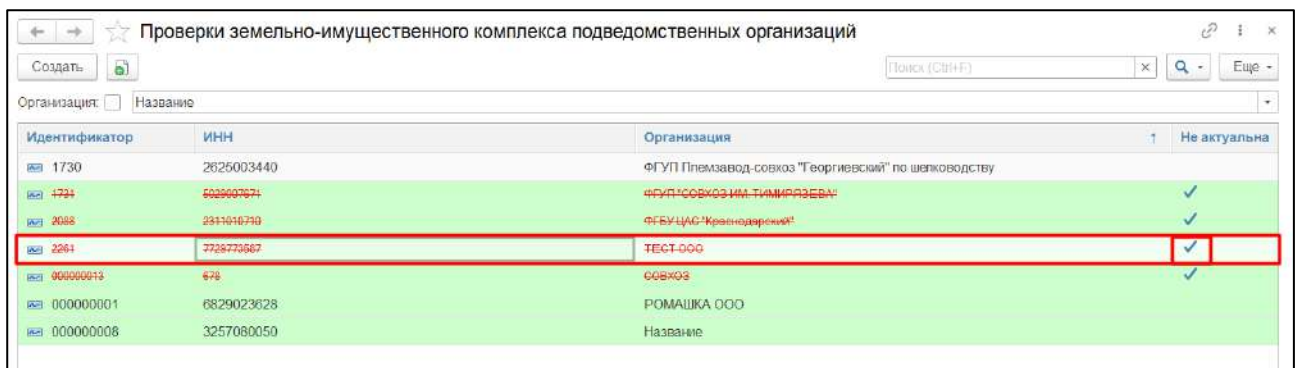 Проверки земельно-имущественного комплекса подведомственных организаций
Создать Поиск (Ctrl+F) Еще
Организация: Название
Идентификатор ИНН Организация Не актуальна
1730 2625003440 ФГУП Племзавод-совхоз "Георгиевский" по шелководству
1731 5029007671 ФГУП "СОВХОЗ ИМ. ТИМИРЯЗЕВА"
2088 2311010710 ФГБУ ЦАС "Краснодарский"
2261 7728773587 ТЕСТ ООО
000000013 678 СОВХОЗ
000000001 6829023628 РОМАШКА ООО
000000008 3257080050 Название